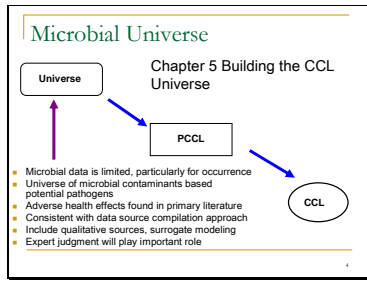 Microbial Universe
Chapter 5 Building the CCL
Universe
Universe
PCCL
CCL
Microbial data is limited, particularly for occurrence
Universe of microbial contaminants based
potential pathogens
Adverse health effects found in primary literature
Consistent with data source compilation approach
Include qualitative sources, surrogate modeling
Expert judgment will play important role
4